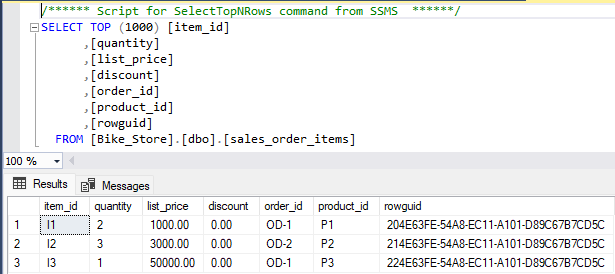 /****** Script for SelectTopNRows command from SSMS  ******/
SELECT TOP (1000) [item_id]
,[quantity]
,[list_price]
,[discount]
,[order_id]
,[product_id]
,[rowguid]
FROM [Bike_Store].[dbo].[sales_order_items]
100 %
Results Messages
item_id quantity list_price discount order_id product_id rowguid
1 I1 2 1000.00 0.00 OD-1 P1 204E63FE-54A8-EC11-A101-D89C67B7CD5C
2 I2 3 3000.00 0.00 OD-2 P2 214E63FE-54A8-EC11-A101-D89C67B7CD5C
3 I3 1 50000.00 0.00 OD-1 P3 224E63FE-54A8-EC11-A101-D89C67B7CD5C